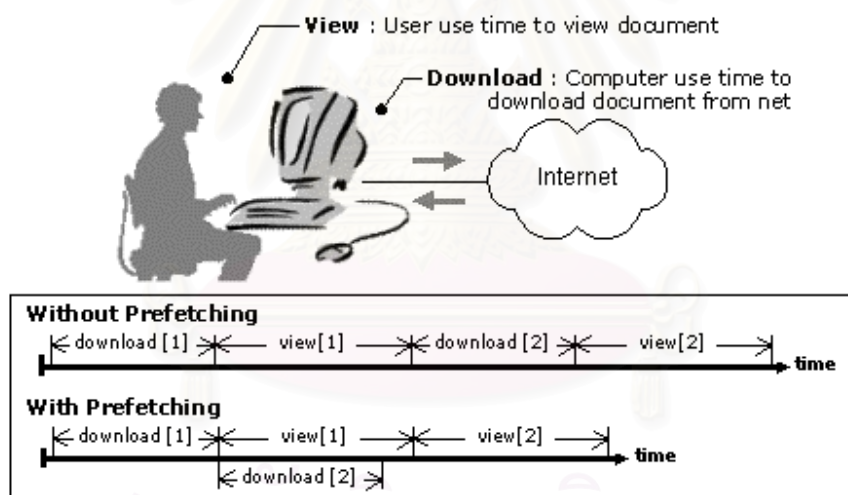 View : User use time to view document
Download : Computer use time to
download document from net
Internet
Without Prefetching
download [1] view[1] download [2] view[2]
time
With Prefetching
download [1] view[1] view[2]
time
download [2]